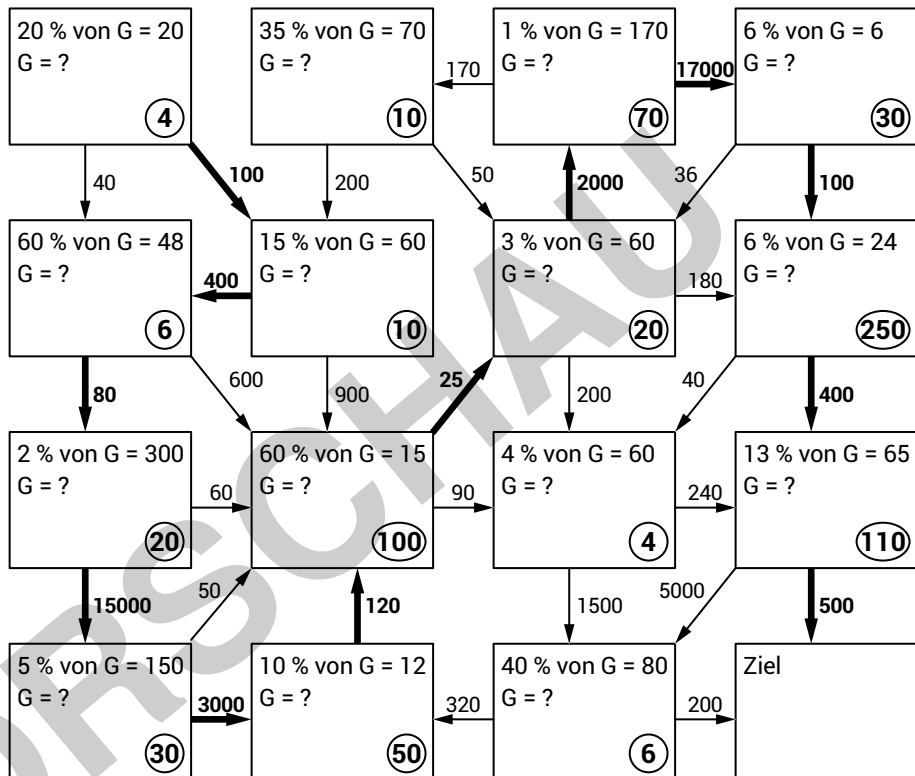 20 % von G = 20
G = ?
4
35 % von G = 70
G = ?
10
1 % von G = 170
G = ?
70
6 % von G = 6
G = ?
30
170
17000
40
100
200
50
2000
36
100
60 % von G = 48
G = ?
6
15 % von G = 60
G = ?
10
3 % von G = 60
G = ?
20
6 % von G = 24
G = ?
250
400
180
80
600
900
25
200
40
400
2 % von G = 300
G = ?
20
60 % von G = 15
G = ?
100
4 % von G = 60
G = ?
4
13 % von G = 65
G = ?
110
60
90
240
15000
50
120
1500
5000
500
5 % von G = 150
G = ?
30
10 % von G = 12
G = ?
50
40 % von G = 80
G = ?
6
Ziel
3000
320
200
VORSCHAU